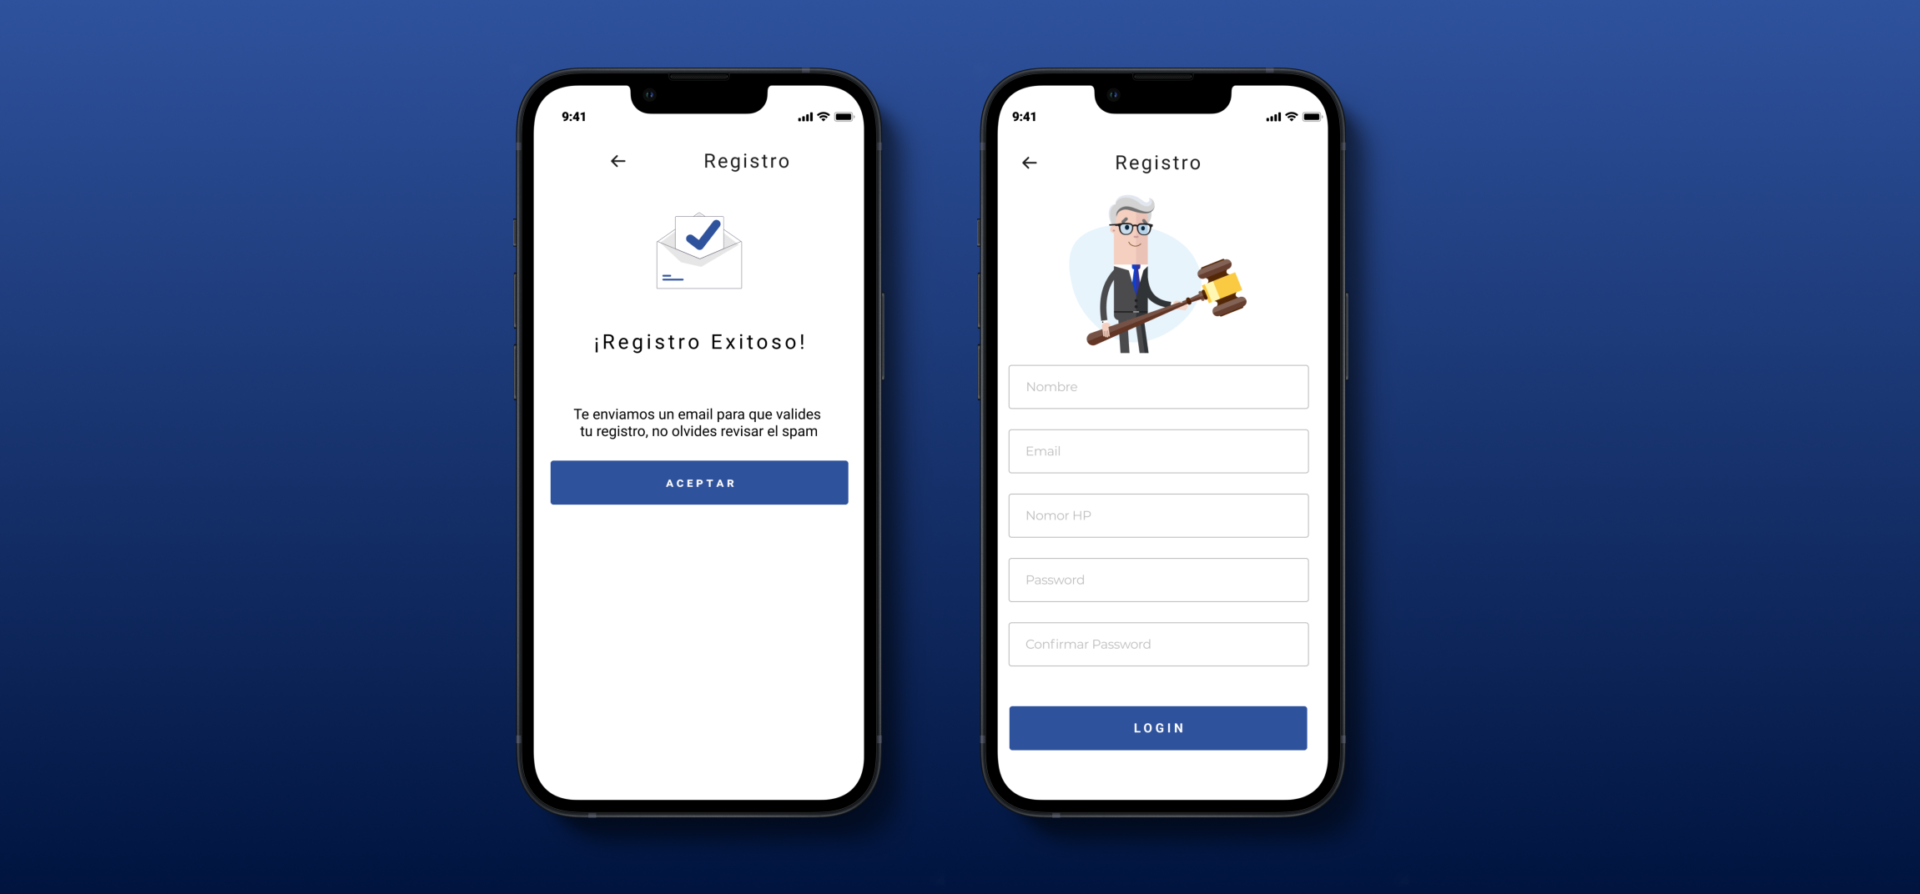 9:41
Registro
¡Registro Exitoso!
Te enviamos un email para que valides
tu registro, no olvides revisar el spam
ACEPTAR
9:41
Registro
Nombre
Email
Nomor HP
Password
Confirmar Password
LOGIN